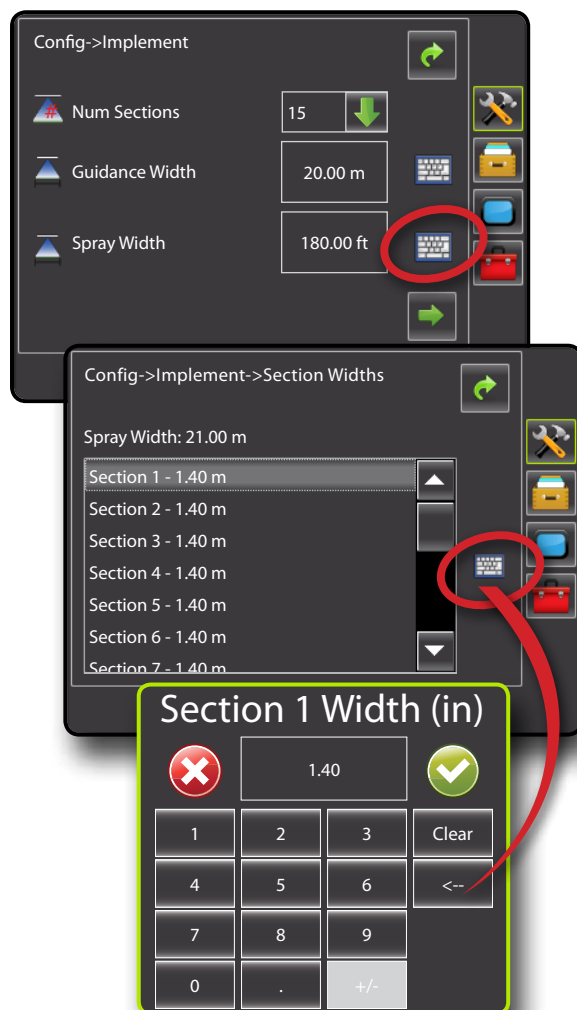 Config->Implement
Num Sections 15
Guidance Width 20.00 m
Spray Width 180.00 ft
Config->Implement->Section Widths
Spray Width: 21.00 m
Section 1 - 1.40 m
Section 2 - 1.40 m
Section 3 - 1.40 m
Section 4 - 1.40 m
Section 5 - 1.40 m
Section 6 - 1.40 m
Section 7 - 1.40 m
Section 1 Width (in)
1.40
1 2 3 Clear
4 5 6 <--
7 8 9
0 . +/-